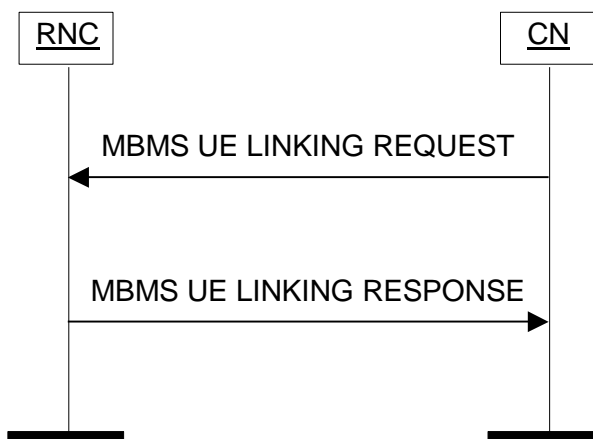 RNC
CN
MBMS UE LINKING REQUEST
MBMS UE LINKING RESPONSE